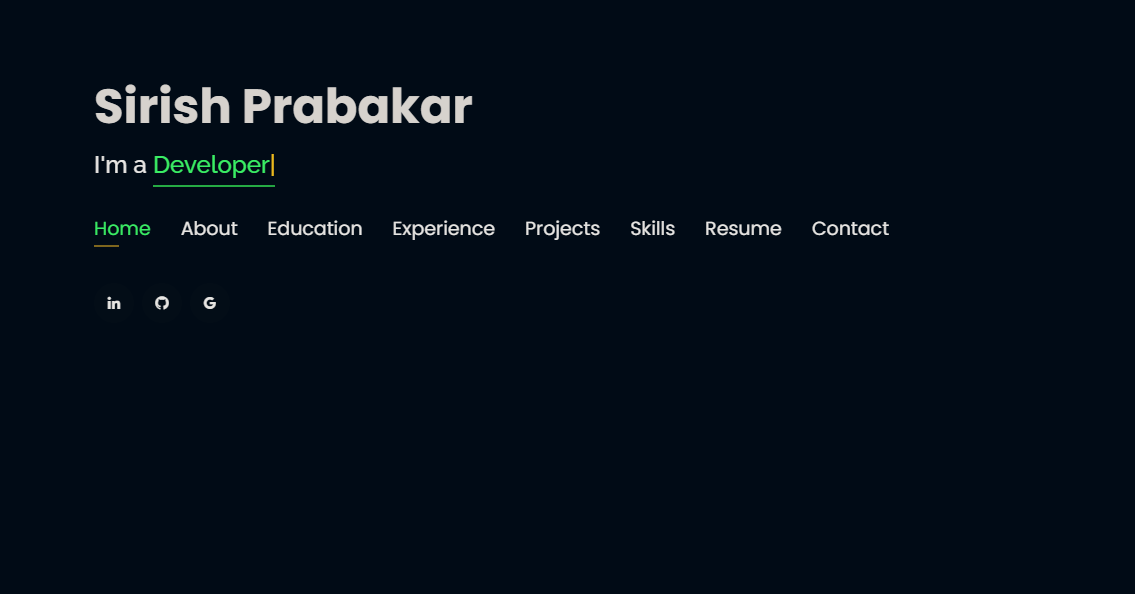 Sirish Prabakar
I'm a Developer|
Home About Education Experience Projects Skills Resume Contact
in G